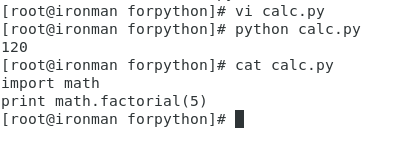 [root@ironman forpython]# vi calc.py
[root@ironman forpython]# python calc.py
120
[root@ironman forpython]# cat calc.py
import math
print math.factorial(5)
[root@ironman forpython]#